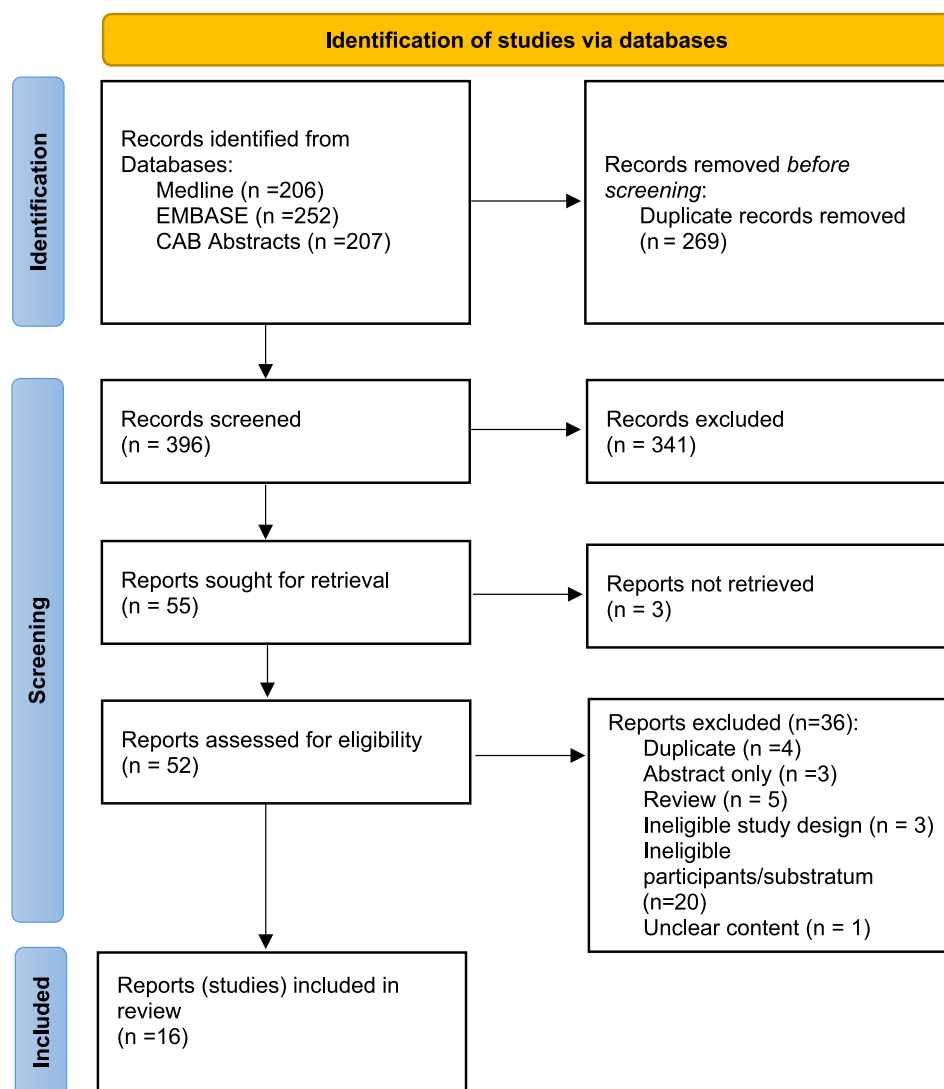 Identification of studies via databases
Identification
Records identified from
Databases:
Medline (n =206)
EMBASE (n =252)
CAB Abstracts (n =207)
Records removed before
screening:
Duplicate records removed
(n = 269)
Screening
Records screened
(n = 396)
Records excluded
(n = 341)
Reports sought for retrieval
(n = 55)
Reports not retrieved
(n = 3)
Reports assessed for eligibility
(n = 52)
Reports excluded (n=36):
Duplicate (n =4)
Abstract only (n =3)
Review (n = 5)
Ineligible study design (n = 3)
Ineligible
participants/substratum
(n=20)
Unclear content (n = 1)
Included
Reports (studies) included in
review
(n =16)